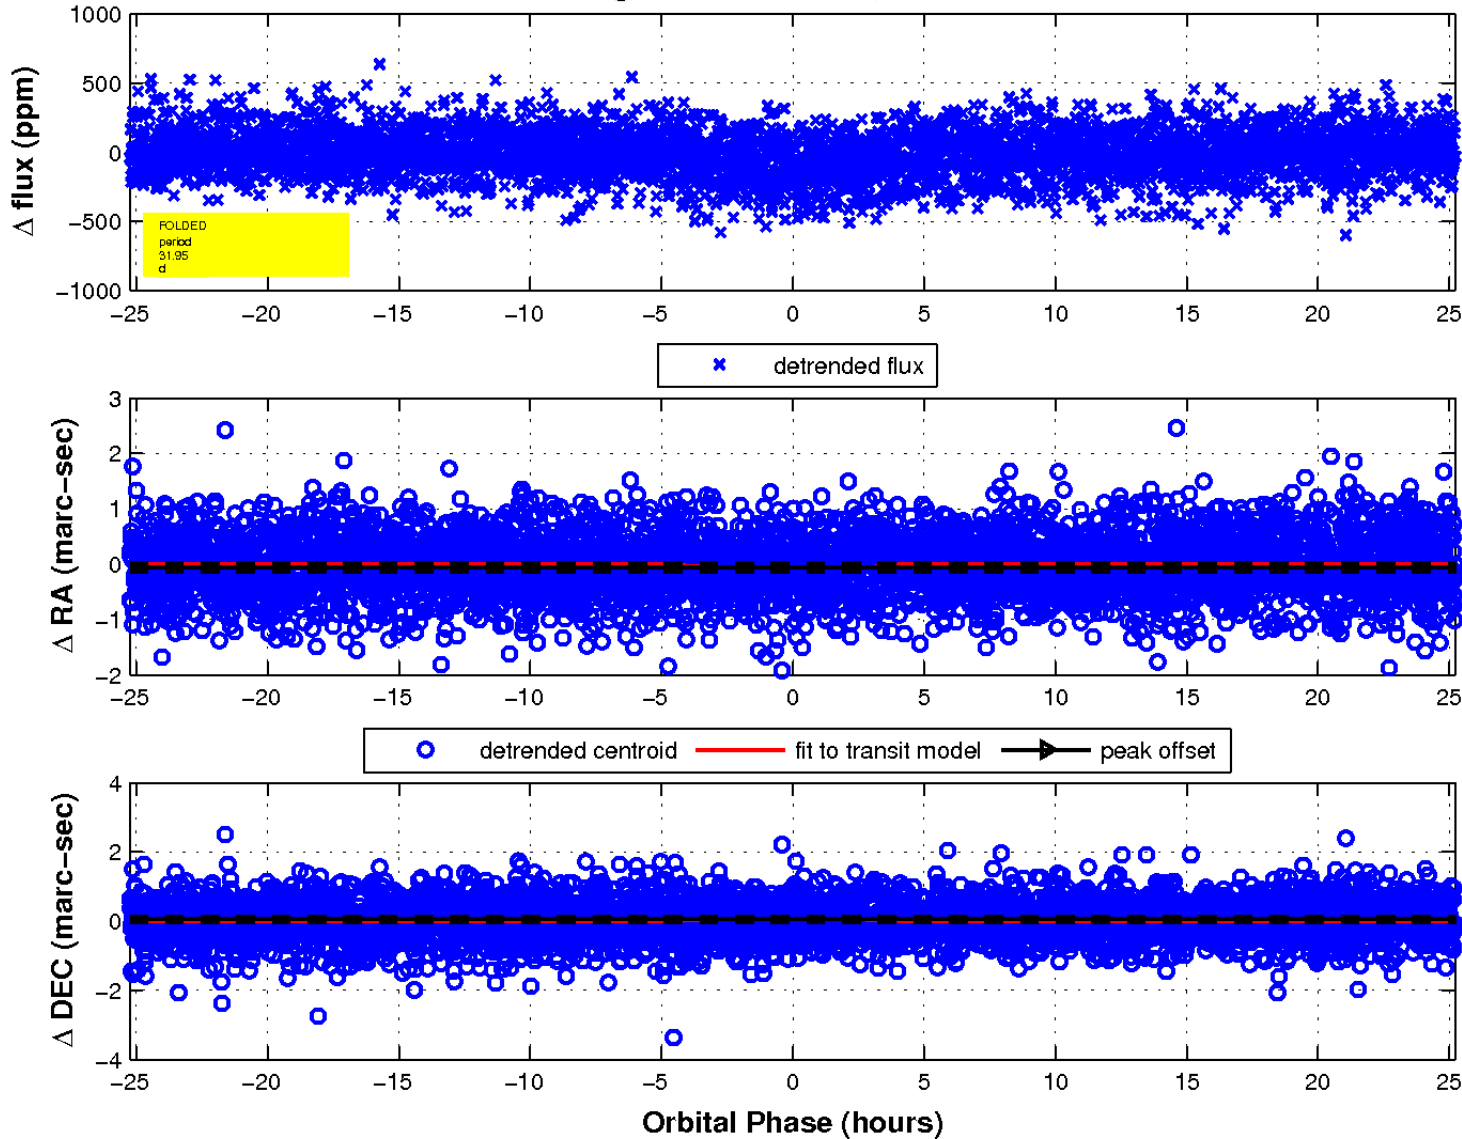 1000
500
0
−500
−1000
Δ flux (ppm)
FOLDED
period
31.95
d
−25 −20 −15 −10 −5 0 5 10 15 20 25
detrended flux
3
2
1
0
−1
−2
Δ RA (marc−sec)
−25 −20 −15 −10 −5 0 5 10 15 20 25
detrended centroid fit to transit model peak offset
4
2
0
−2
−4
Δ DEC (marc−sec)
−25 −20 −15 −10 −5 0 5 10 15 20 25
Orbital Phase (hours)